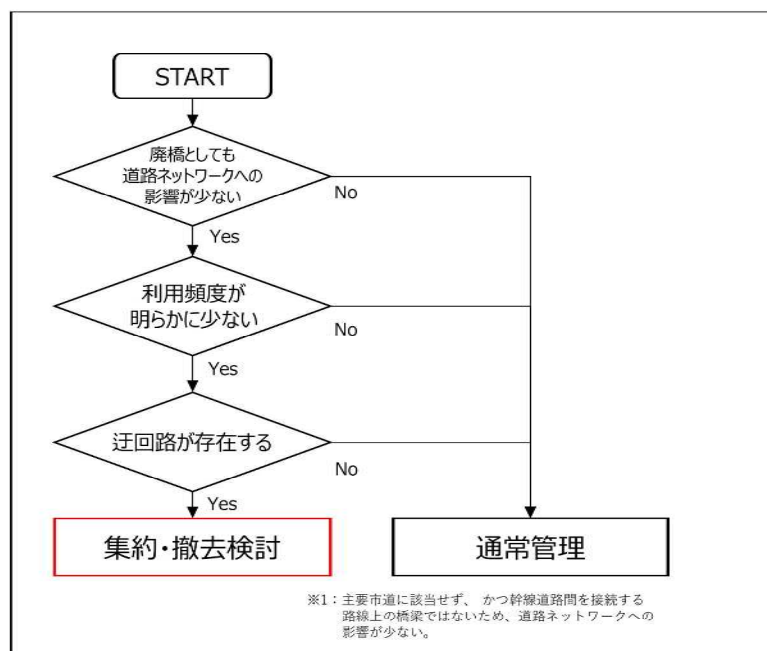 START
廃橋としても
道路ネットワークへの
影響が少ない
No
Yes
利用頻度が
明らかに少ない
No
Yes
迂回路が存在する
No
Yes
集約・撤去検討
通常管理
※1：主要市道に該当せず、 かつ幹線道路間を接続する
路線上の橋梁ではないため、道路ネットワークへの
影響が少ない。